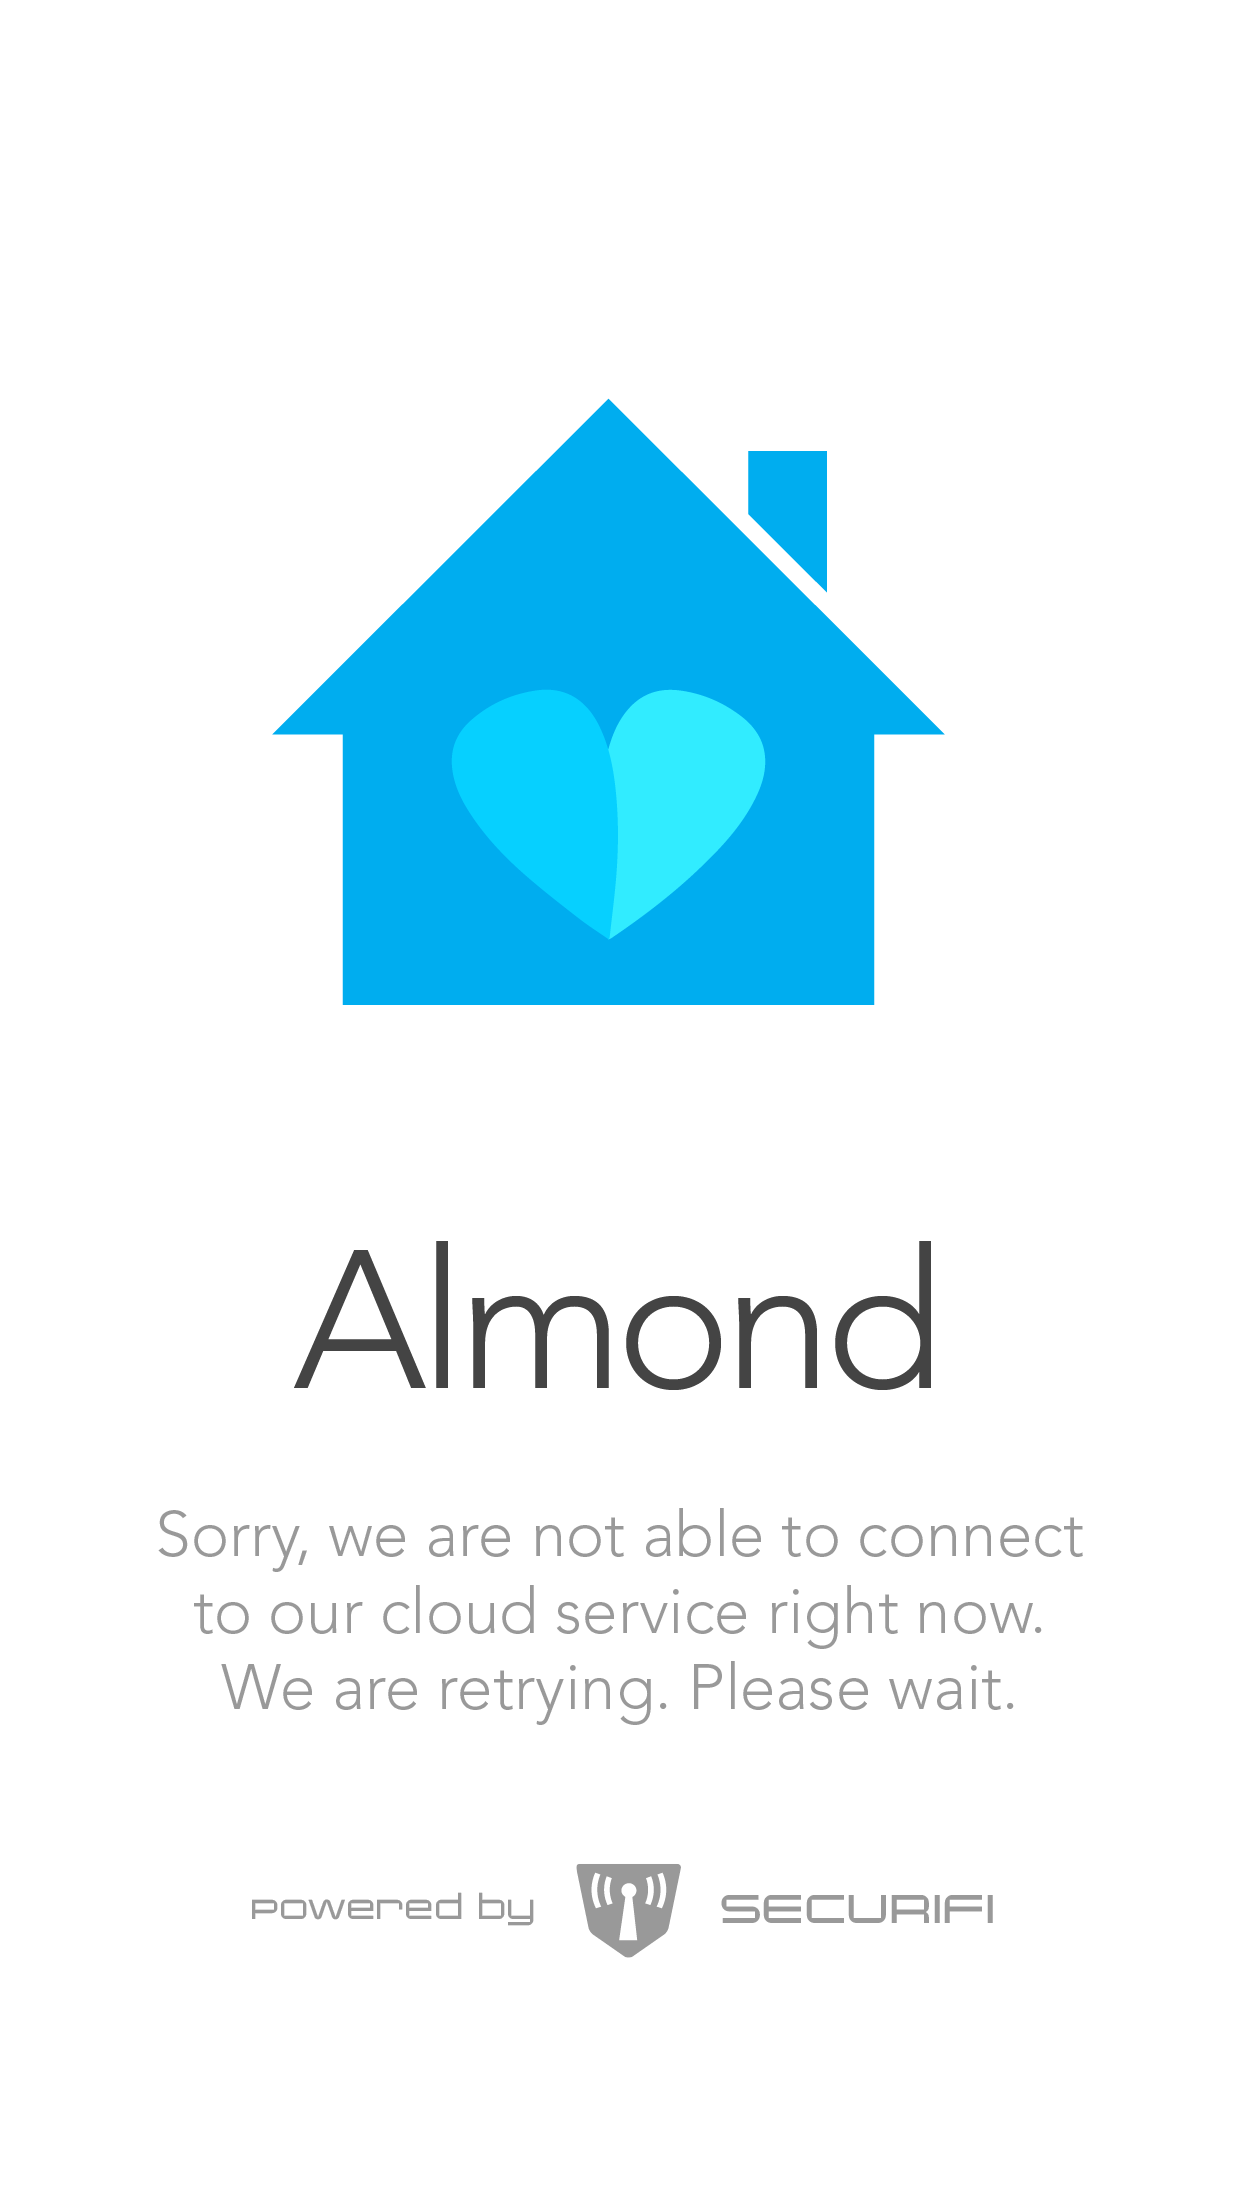 Almond
Sorry, we are not able to connect
to our cloud service right now.
We are retrying. Please wait.
powered by SECURIFI